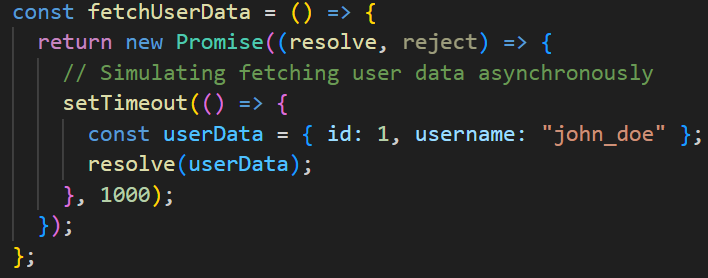 const fetchUserData = () => {
  return new Promise((resolve, reject) => {
    // Simulating fetching user data asynchronously
    setTimeout(() => {
      const userData = { id: 1, username: "john_doe" };
      resolve(userData);
    }, 1000);
  });
};